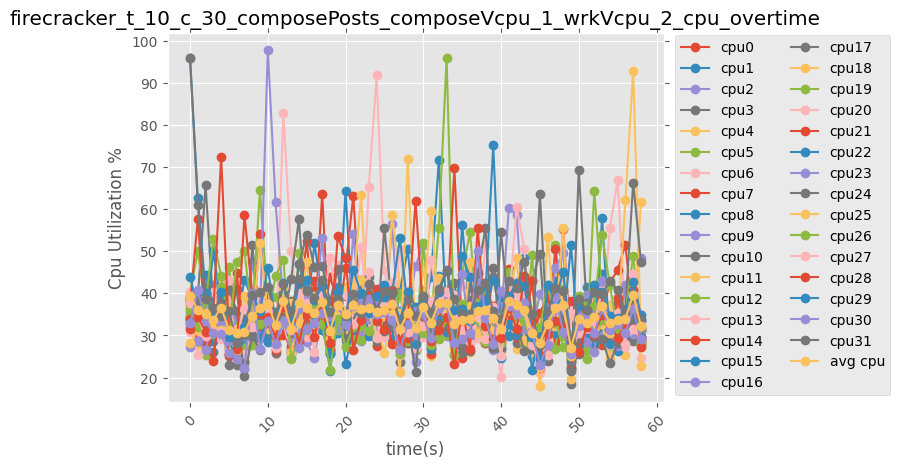 firecracker_t_10_c_30_composePosts_composeVcpu_1_wrkVcpu_2_cpu_overtime
100
90
80
70
60
50
40
30
20
Cpu Utilization %
0
10
20
30
40
50
60
time(s)
cpu0
cpu1
cpu2
cpu3
cpu4
cpu5
cpu6
cpu7
cpu8
cpu9
cpu10
cpu11
cpu12
cpu13
cpu14
cpu15
cpu16
cpu17
cpu18
cpu19
cpu20
cpu21
cpu22
cpu23
cpu24
cpu25
cpu26
cpu27
cpu28
cpu29
cpu30
cpu31
avg cpu